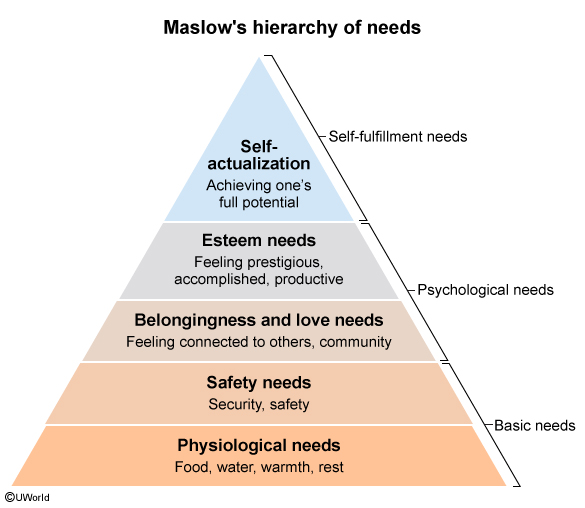 Maslow's hierarchy of needs
Self-
actualization
Achieving one's
full potential
Self-fulfillment needs
Esteem needs
Feeling prestigious,
accomplished, productive
Psychological needs
Belongingness and love needs
Feeling connected to others, community
Safety needs
Security, safety
Basic needs
Physiological needs
Food, water, warmth, rest
©UWorld